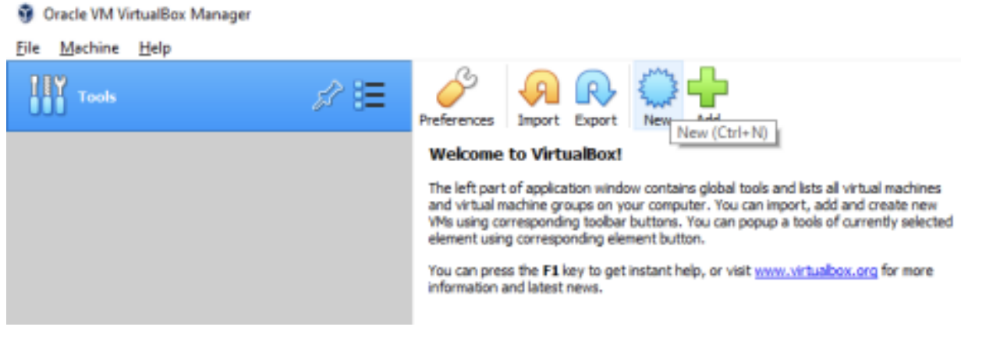 Oracle VM VirtualBox Manager
File Machine Help
Tools
Preferences Import Export New Add
New (Ctrl+N)
Welcome to VirtualBox!
The left part of application window contains global tools and lists all virtual machines
and virtual machine groups on your computer. You can import, add and create new
VMs using corresponding toolbar buttons. You can popup a tools of currently selected
element using corresponding element button.
You can press the F1 key to get instant help, or visit www.virtualbox.org for more
information and latest news.